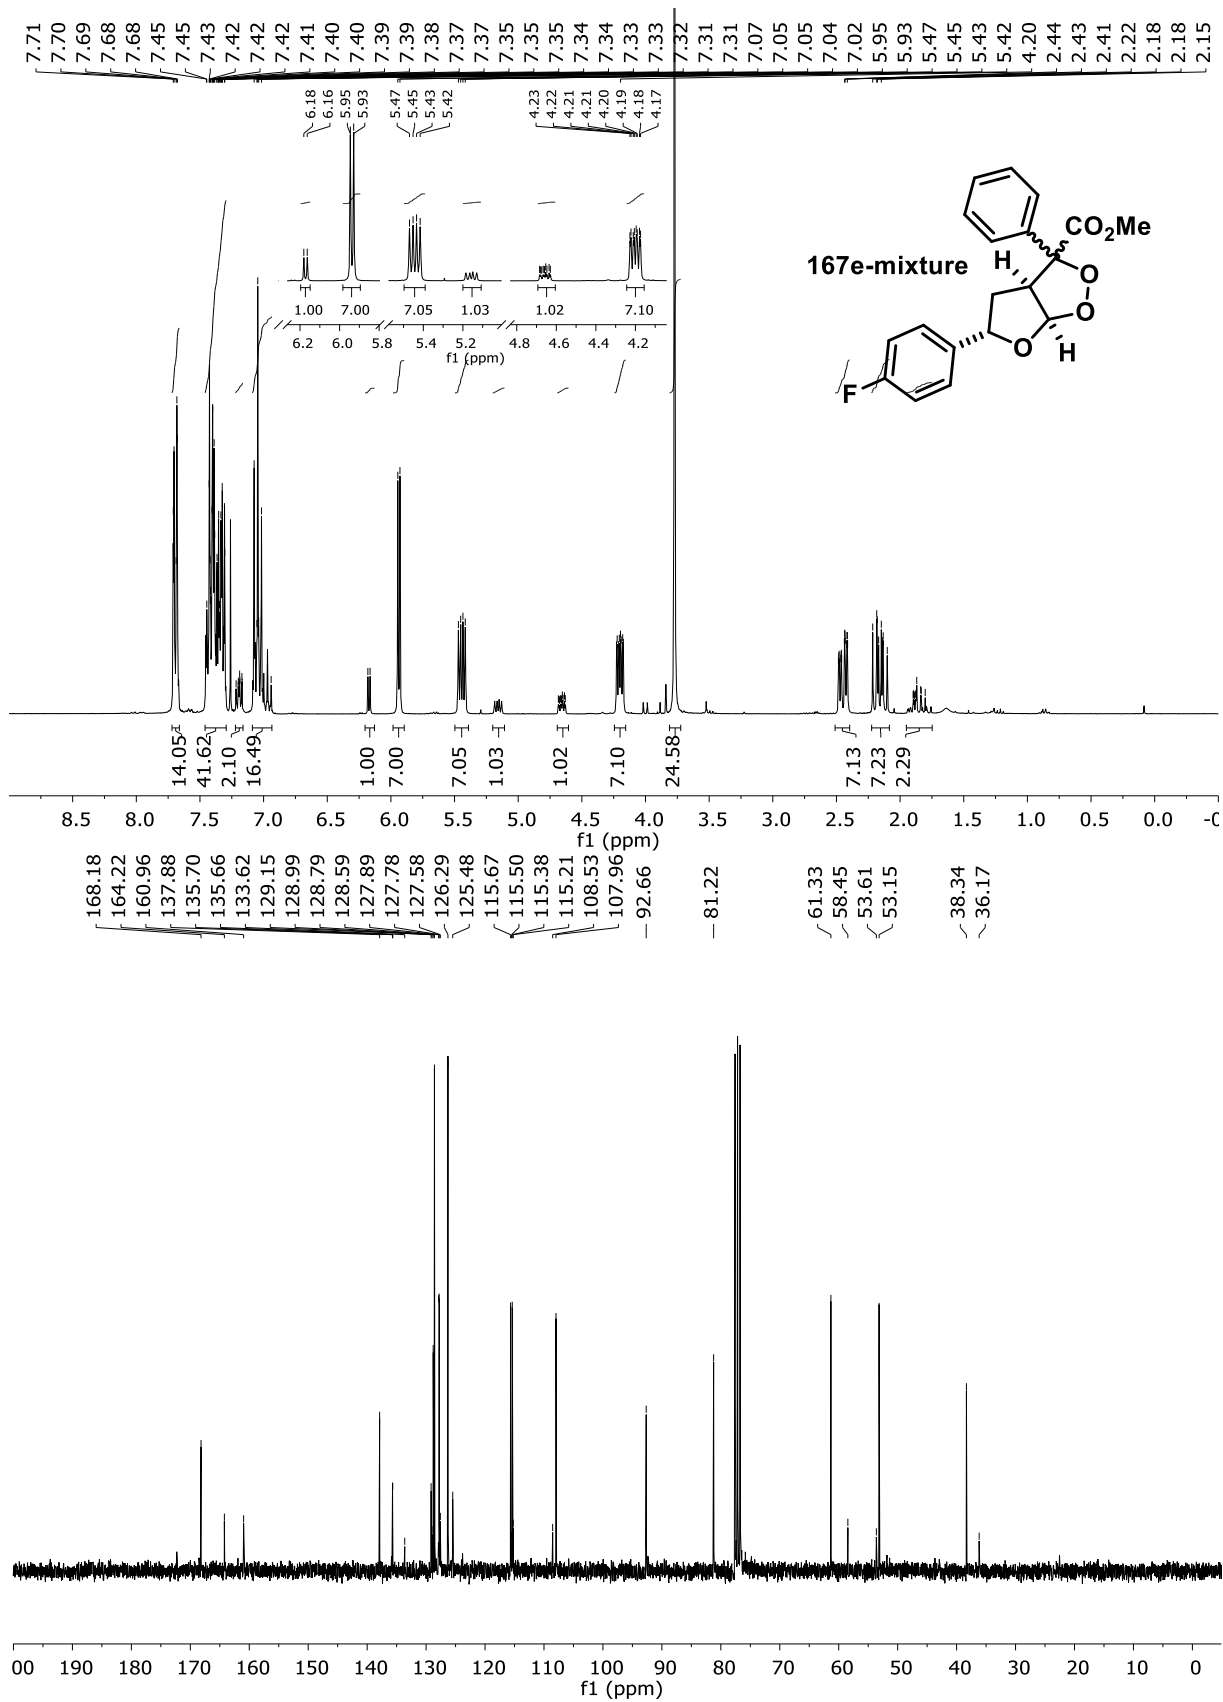 7.71 7.70 7.69 7.68 7.68 7.45 7.45 7.43 7.42 7.42 7.42 7.41 7.40 7.40 7.39 7.39 7.38 7.37 7.37 7.35 7.35 7.35 7.34 7.34 7.33 7.33 7.32 7.31 7.31 7.07 7.05 7.05 7.04 7.02 5.95 5.93 5.47 5.45 5.43 5.42 4.20 2.44 2.43 2.41 2.22 2.18 2.18 2.15
6.18 6.16 5.95 5.93 5.47 5.45 5.43 5.42 4.23 4.22 4.21 4.21 4.20 4.19 4.18 4.17
CO2Me
167e-mixture
H
O
O
O
H
F
1.00 7.00 7.05 1.03 1.02 7.10
6.2 6.0 5.8 5.4 5.2 4.8 4.6 4.4 4.2
f1 (ppm)
14.05 41.62 2.10 16.49 1.00 7.00 7.05 1.03 1.02 7.10 24.58 7.13 7.23 2.29
8.5 8.0 7.5 7.0 6.5 6.0 5.5 5.0 4.5 4.0 3.5 3.0 2.5 2.0 1.5 1.0 0.5 0.0 -0
f1 (ppm)
168.18 164.22 160.96 137.88 135.70 135.66 133.62 129.15 128.99 128.79 128.59 127.89 127.78 127.58 126.29 125.48 115.67 115.50 115.38 115.21 108.53 107.96 92.66 81.22 61.33 58.45 53.61 53.15 38.34 36.17
00 190 180 170 160 150 140 130 120 110 100 90 80 70 60 50 40 30 20 10 0
f1 (ppm)